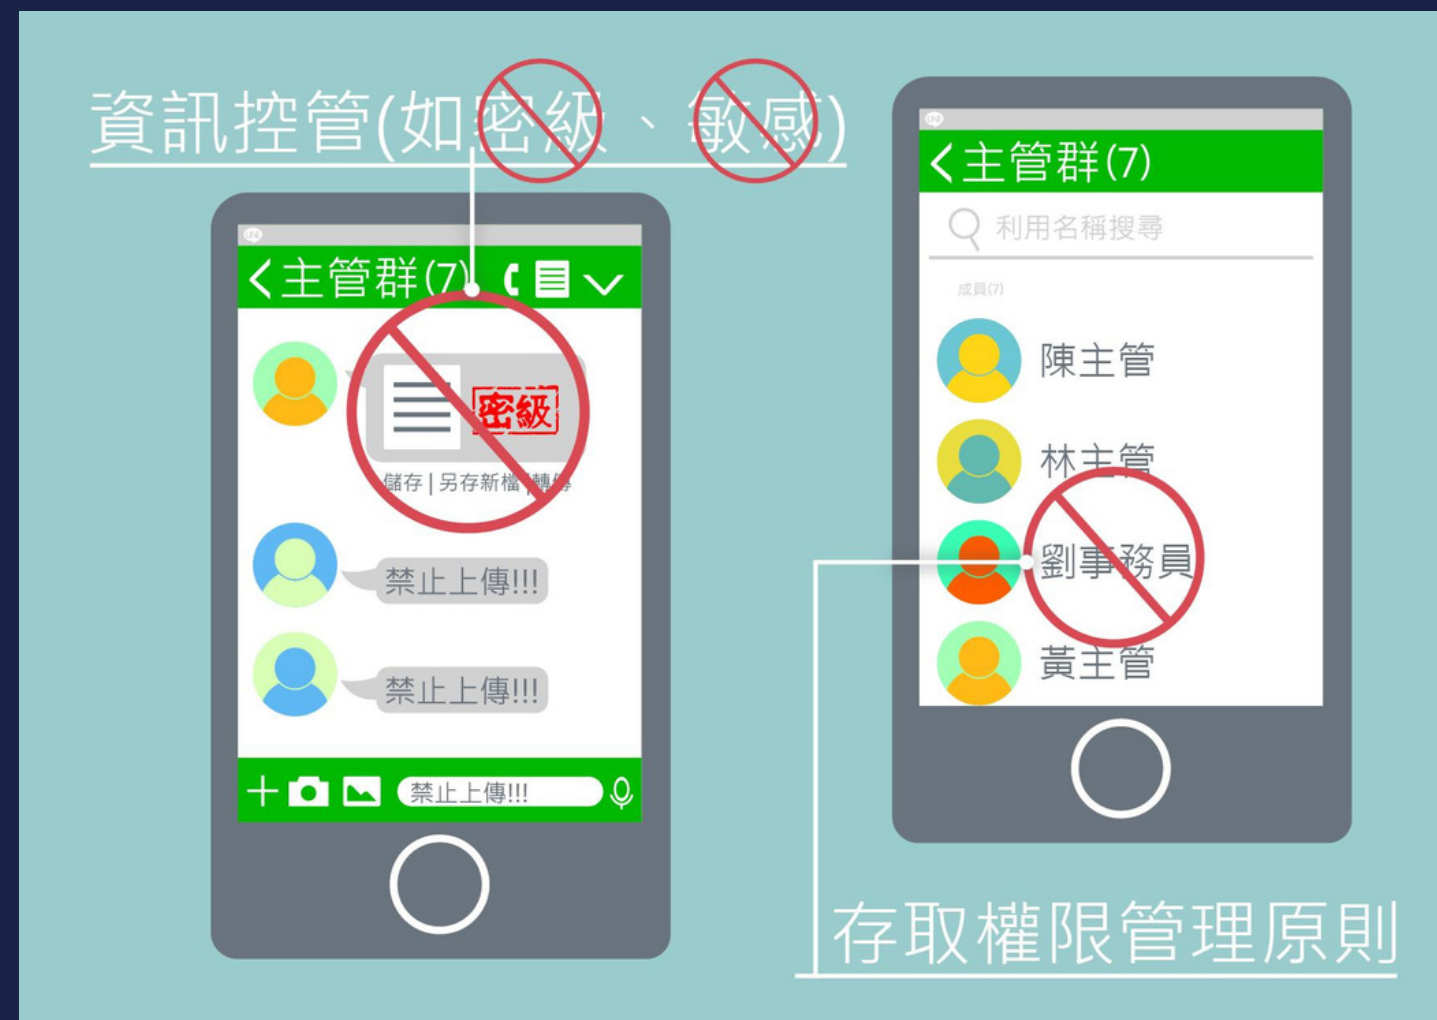 資訊控管(如密級、敏感)
主管群(7)
密級
儲存 | 另存新檔 | 轉傳
禁止上傳!!!
禁止上傳!!!
禁止上傳!!!
主管群(7)
利用名稱搜尋
成員(7)
陳主管
林主管
劉事務員
黃主管
存取權限管理原則